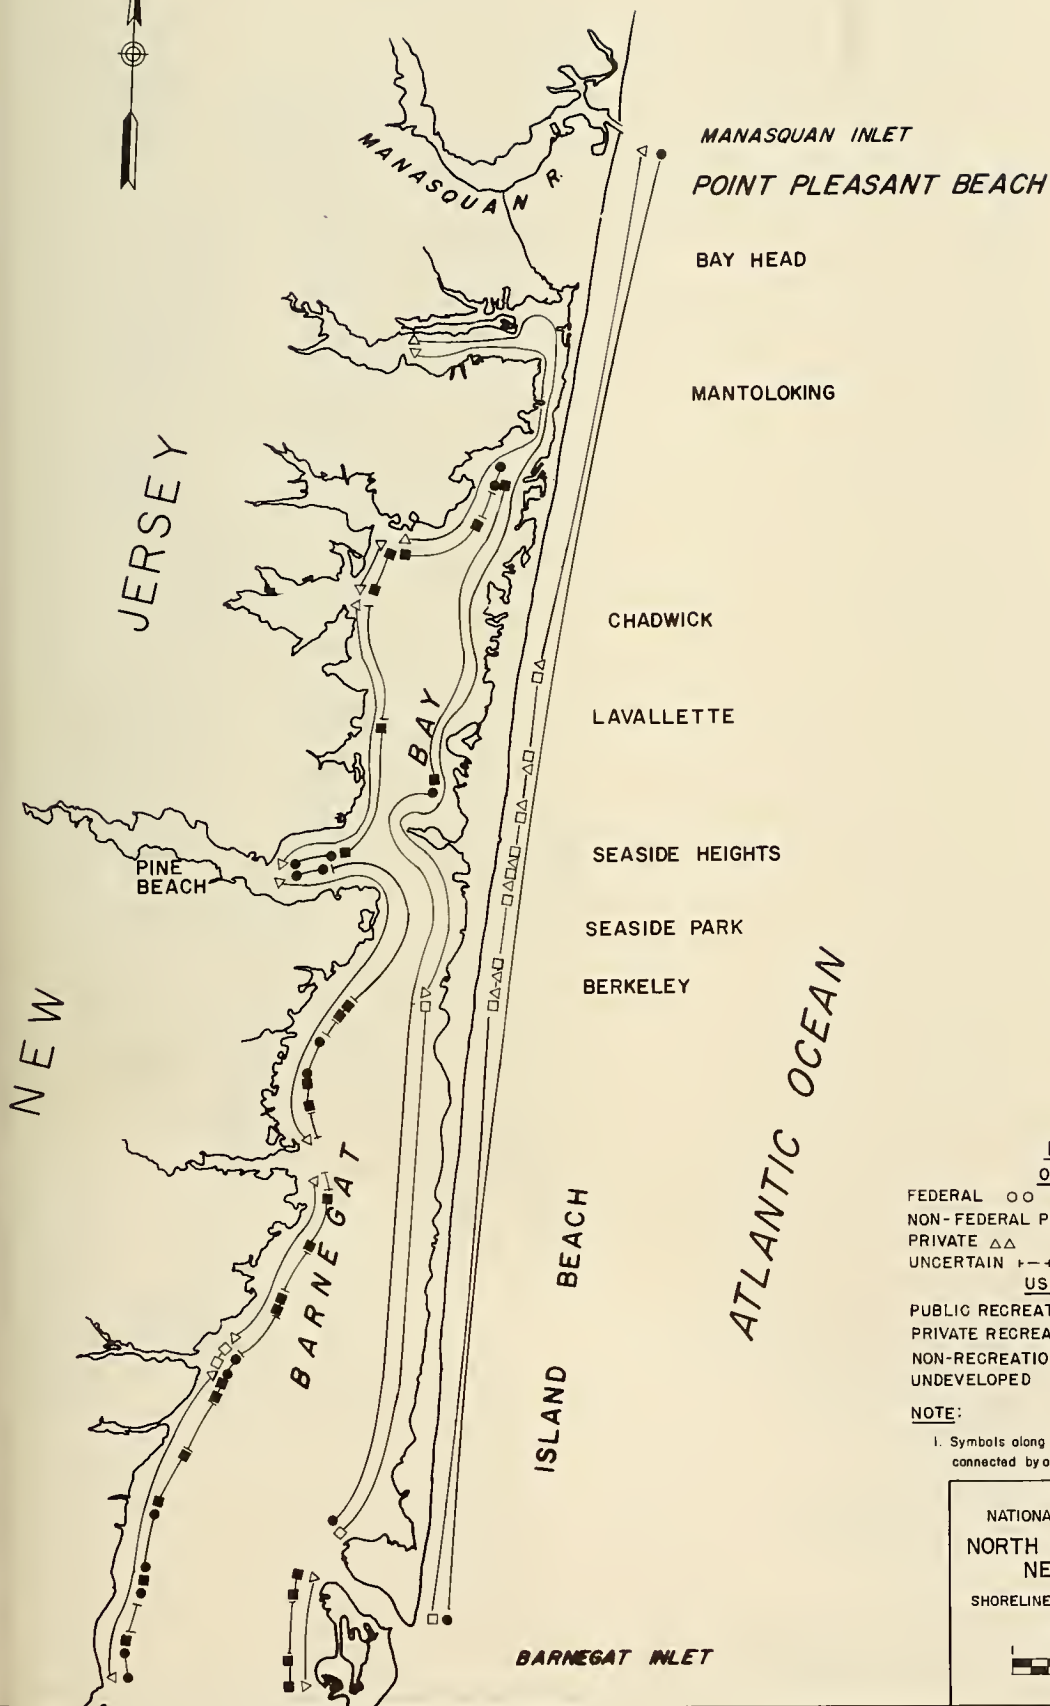 MANASQUAN INLET
POINT PLEASANT BEACH
MANASQUAN R.
BAY HEAD
MANTOLOKING
JERSEY
CHADWICK
BAY
LAVALLETTE
SEASIDE HEIGHTS
PINE
BEACH
SEASIDE PARK
BERKELEY
NEW
ATLANTIC OCEAN
BARNEGAT
ISLAND BEACH
FEDERAL
NON-FEDERAL P
PRIVATE
UNCERTAIN
US
PUBLIC RECREAT
PRIVATE RECREA
NON-RECREATIO
UNDEVELOPED
NOTE:
1. Symbols along
connected by o
NATIONA
NORTH
NE
SHORELINE
BARNEGAT INLET